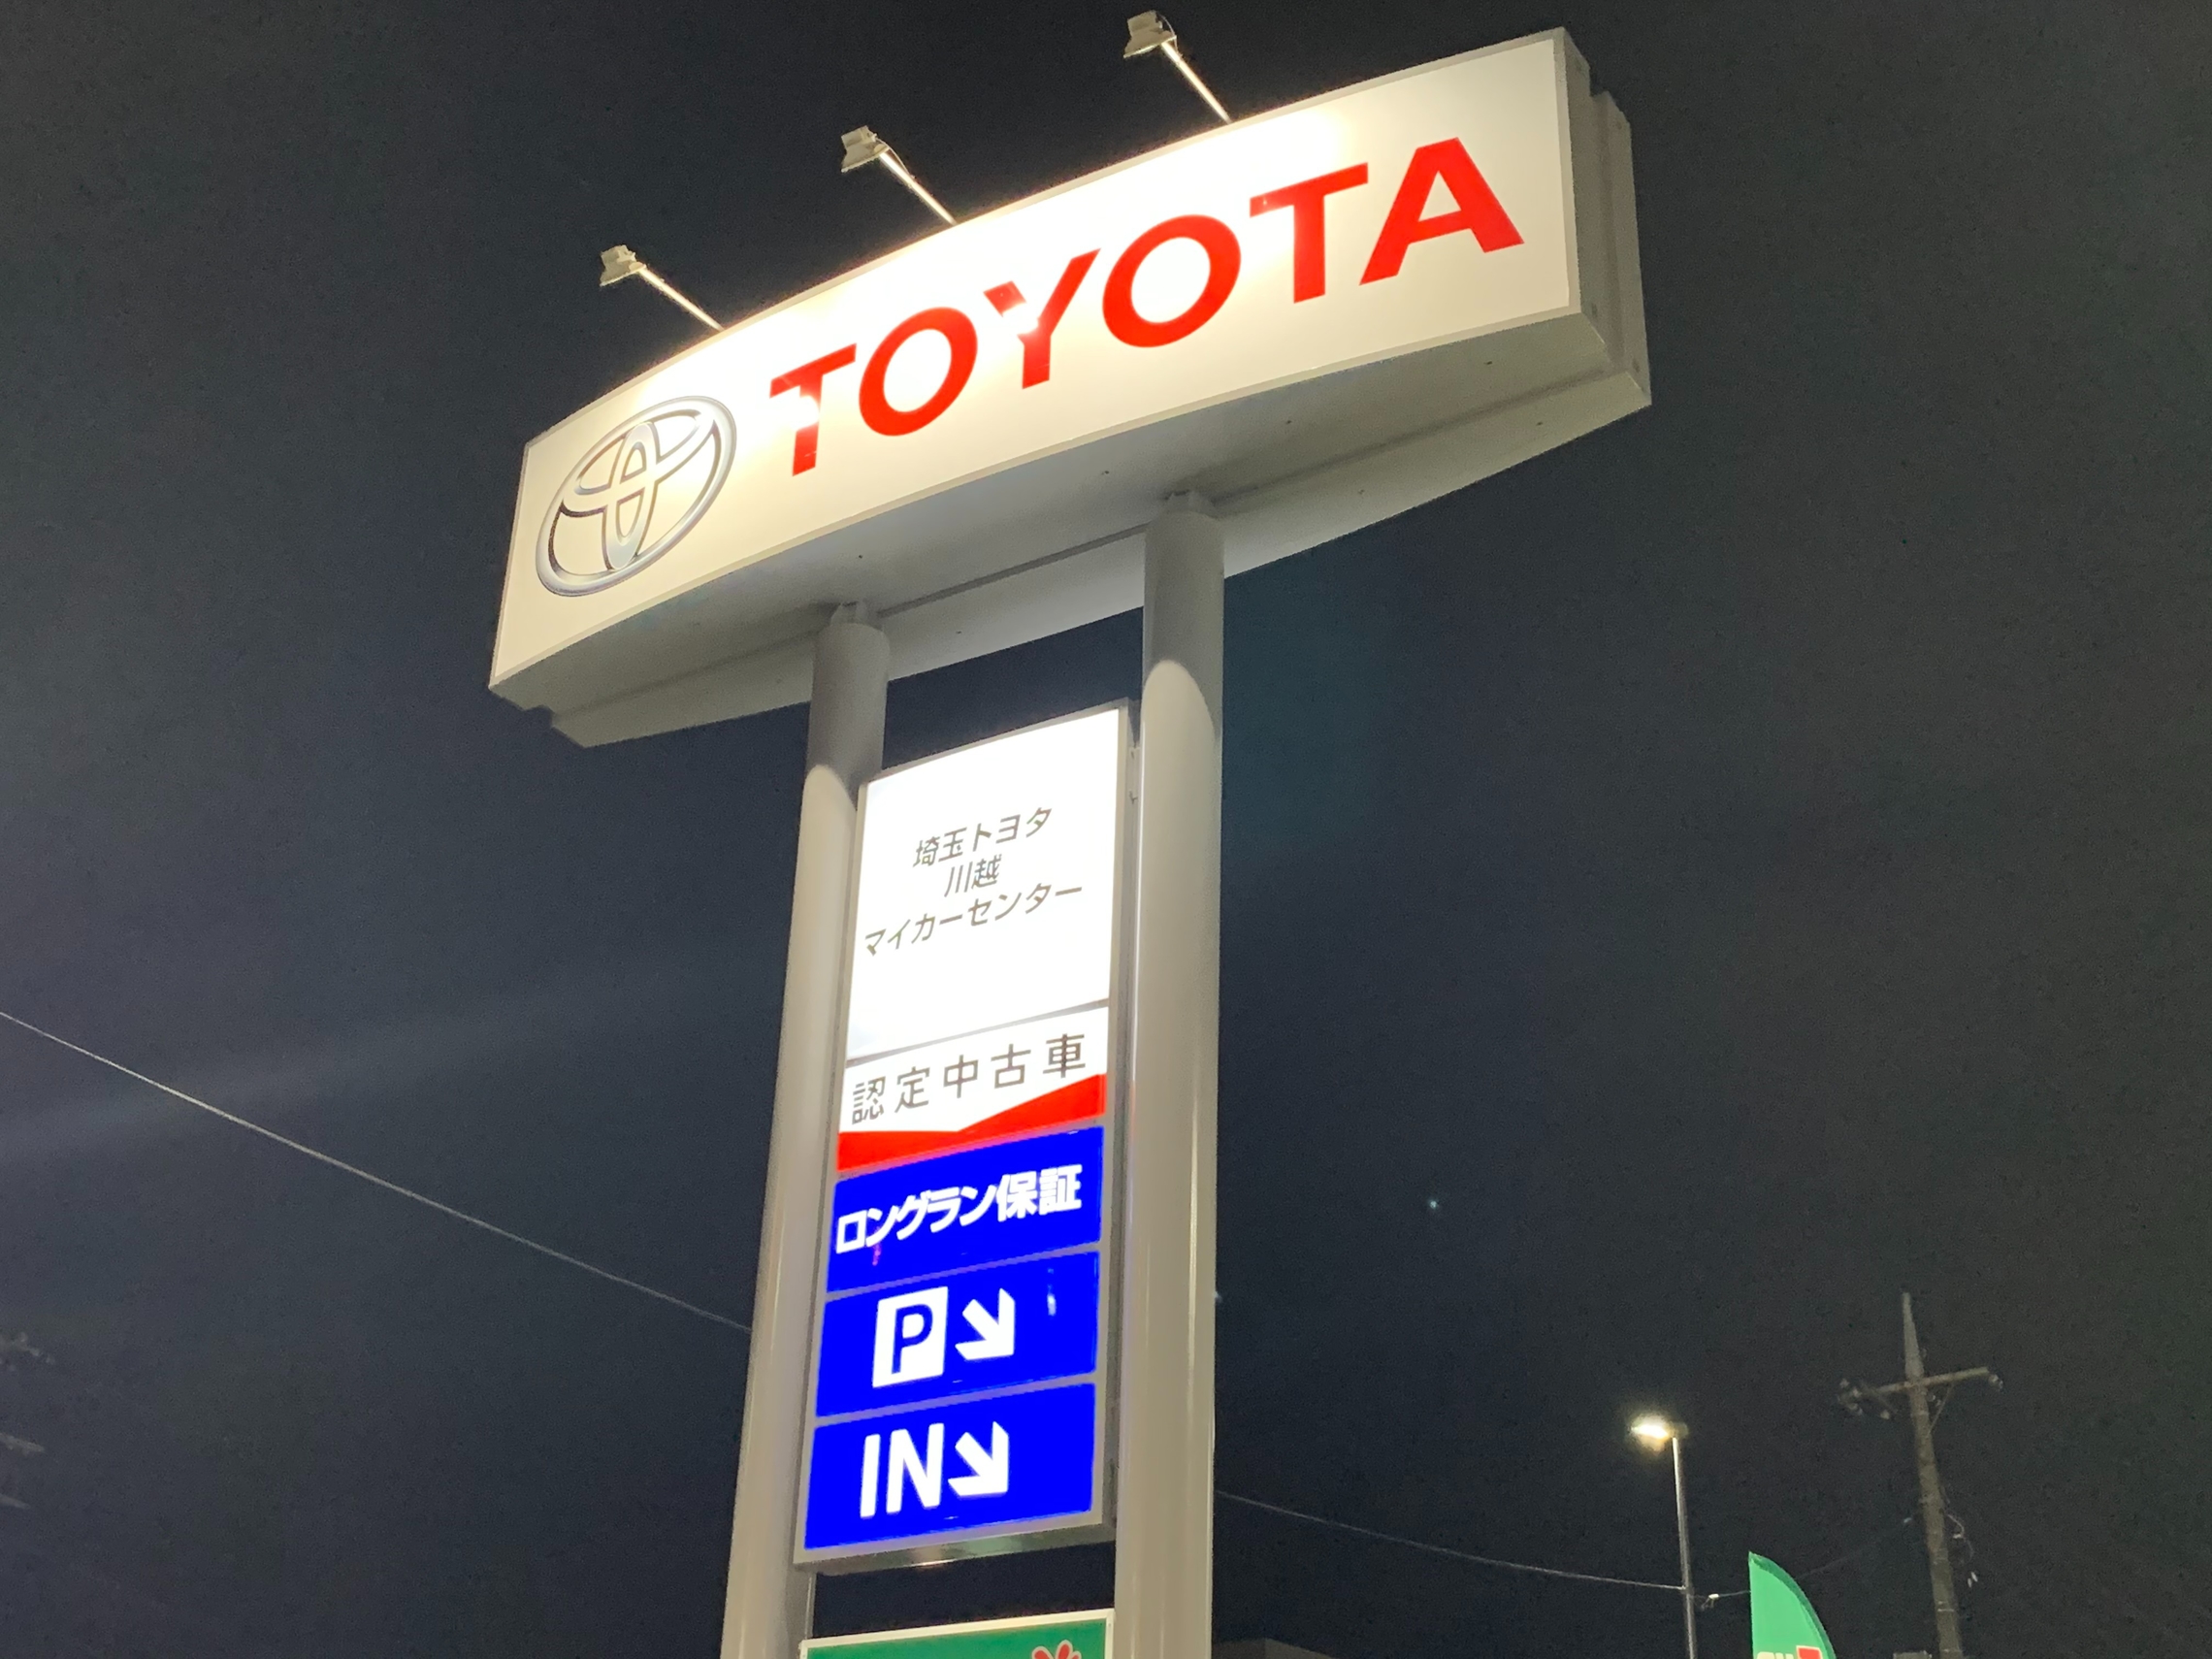 TOYOTA
埼玉トヨタ
川越
マイカーセンター
認定中古車
ロングラン保証
P
IN